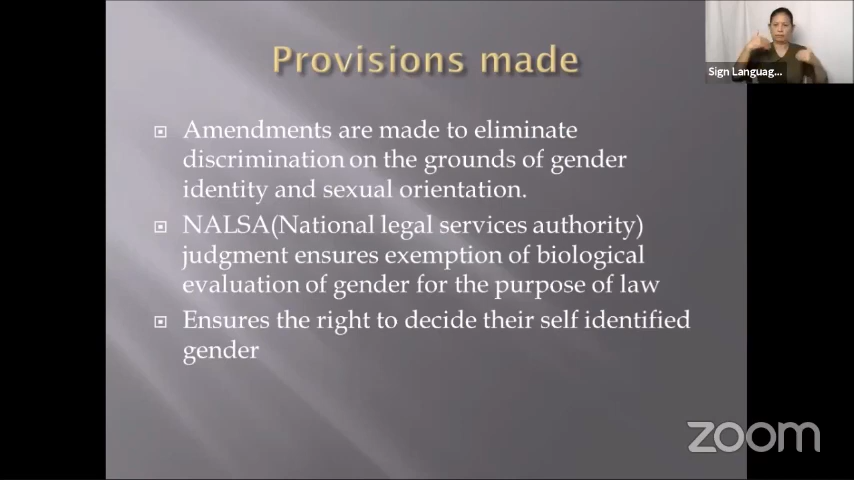 Provisions made
Sign Languag...
Amendments are made to eliminate
discrimination on the grounds of gender
identity and sexual orientation.
NALSA(National legal services authority)
judgment ensures exemption of biological
evaluation of gender for the purpose of law
Ensures the right to decide their self identified
gender
zoom